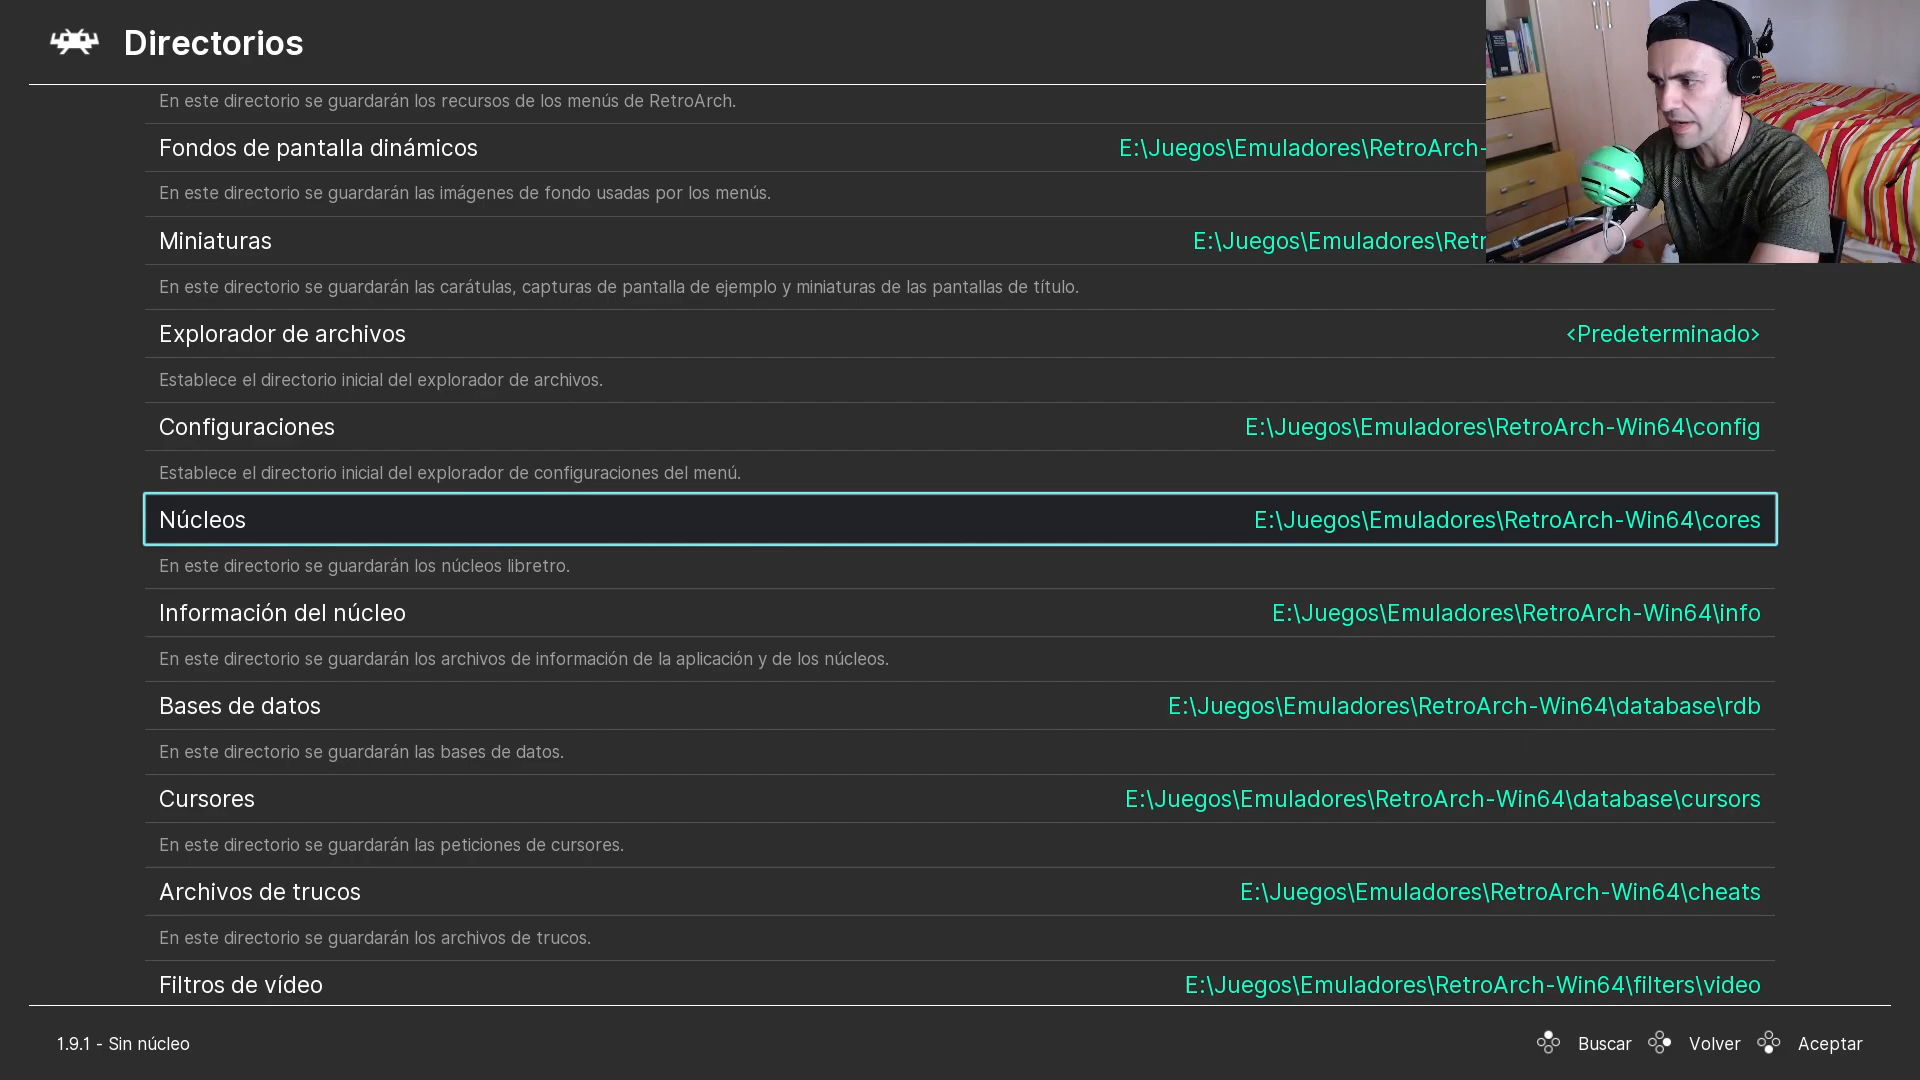 Directorios
En este directorio se guardarán los recursos de los menús de RetroArch.
Fondos de pantalla dinámicos E:\Juegos\Emuladores\RetroArch-
En este directorio se guardarán las imágenes de fondo usadas por los menús.
Miniaturas E:\Juegos\Emuladores\Retr
En este directorio se guardarán las carátulas, capturas de pantalla de ejemplo y miniaturas de las pantallas de título.
Explorador de archivos <Predeterminado>
Establece el directorio inicial del explorador de archivos.
Configuraciones E:\Juegos\Emuladores\RetroArch-Win64\config
Establece el directorio inicial del explorador de configuraciones del menú.
Núcleos E:\Juegos\Emuladores\RetroArch-Win64\cores
En este directorio se guardarán los núcleos libretro.
Información del núcleo E:\Juegos\Emuladores\RetroArch-Win64\info
En este directorio se guardarán los archivos de información de la aplicación y de los núcleos.
Bases de datos E:\Juegos\Emuladores\RetroArch-Win64\database\rdb
En este directorio se guardarán las bases de datos.
Cursores E:\Juegos\Emuladores\RetroArch-Win64\database\cursors
En este directorio se guardarán las peticiones de cursores.
Archivos de trucos E:\Juegos\Emuladores\RetroArch-Win64\cheats
En este directorio se guardarán los archivos de trucos.
Filtros de vídeo E:\Juegos\Emuladores\RetroArch-Win64\filters\video
1.9.1 - Sin núcleo Buscar Volver Aceptar